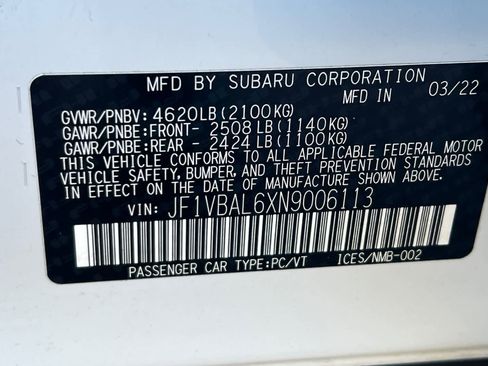 MFD BY SUBARU CORPORATION
MFD IN 03/22
GVWR/PNBV: 4620LB (2100KG)
GAWR/PNBE:FRONT- 2508 LB (1140KG)
GAWR/PNBE:REAR - 2424 LB (1100KG)
THIS VEHICLE CONFORMS TO ALL APPLICABLE FEDERAL MOTOR
VEHICLE SAFETY, BUMPER, AND THEFT PREVENTION STANDARDS
IN EFFECT ON THE DATE OF MANUFACTURE SHOWN ABOVE.
VIN: JF1VBAL6XN9006113
PASSENGER CAR TYPE:PC/VT ICES/NMB-002